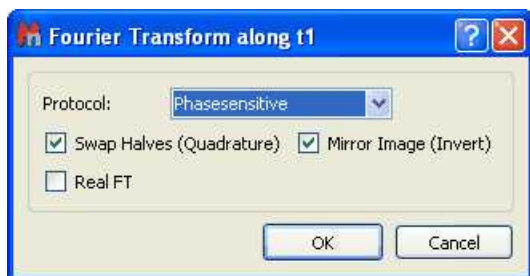 Fourier Transform along t1
Protocol: Phasesensitive
Swap Halves (Quadrature) Mirror Image (Invert)
Real FT
OK Cancel